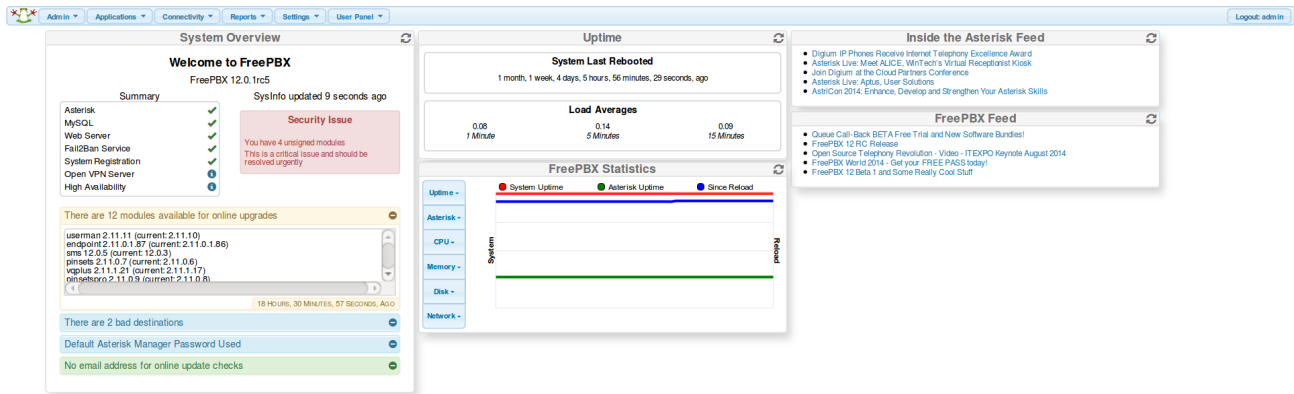 Admin Applications Connectivity Reports Settings User Panel Logout: admin
System Overview
Welcome to FreePBX
FreePBX 12.0.1rc5
Summary
Asterisk
MySQL
Web Server
Fail2Ban Service
System Registration
Open VPN Server
High Availability
SysInfo updated 9 seconds ago
Security Issue
You have 4 unsigned modules
This is a critical issue and should be
resolved urgently
There are 12 modules available for online upgrades
userman 2.11.11 (current: 2.11.10)
endpoint 2.11.0.1.87 (current: 2.11.0.1.86)
sms 12.0.5 (current: 12.0.3)
pinsets 2.11.0.7 (current: 2.11.0.6)
vqplus 2.11.1.21 (current: 2.11.1.17)
pinsetspro 2.11.0.9 (current: 2.11.0.8)
18 Hours, 30 Minutes, 57 Seconds, Ago
There are 2 bad destinations
Default Asterisk Manager Password Used
No email address for online update checks
Uptime
System Last Rebooted
1 month, 1 week, 4 days, 5 hours, 56 minutes, 29 seconds, ago
Load Averages
0.08 0.14 0.09
1 Minute 5 Minutes 15 Minutes
FreePBX Statistics
Uptime
Asterisk
CPU
Memory
Disk
Network
System Uptime Asterisk Uptime Since Reload
System
Reload
Inside the Asterisk Feed
Digium IP Phones Receive Internet Telephony Excellence Award
Asterisk Live: Meet ALICE, WinTech's Virtual Receptionist Kiosk
Join Digium at the Cloud Partners Conference
Asterisk Live: Aptus, User Solutions
AstriCon 2014: Enhance, Develop and Strengthen Your Asterisk Skills
FreePBX Feed
Queue Call-Back BETA Free Trial and New Software Bundles!
FreePBX 12 RC Release
Open Source Telephony Revolution - Video - ITEXPO Keynote August 2014
FreePBX World 2014 - Get your FREE PASS today!
FreePBX 12 Beta 1 and Some Really Cool Stuff